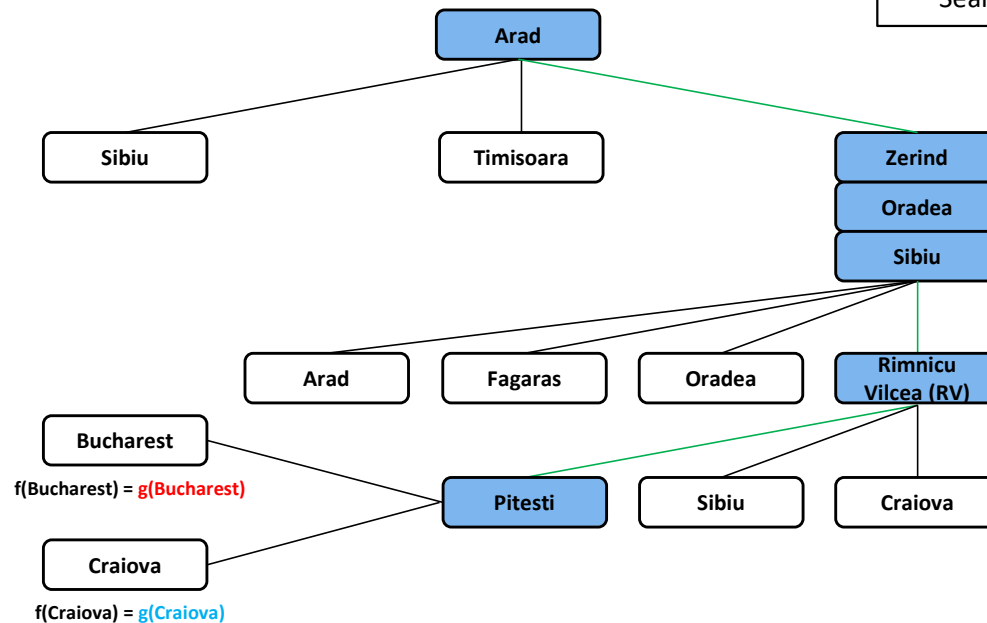 Arad
Sibiu
Timisoara
Zerind
Oradea
Sibiu
Arad
Fagaras
Oradea
Rimnicu
Vilcea (RV)
Bucharest
f(Bucharest) = g(Bucharest)
Pitesti
Sibiu
Craiova
Craiova
f(Craiova) = g(Craiova)